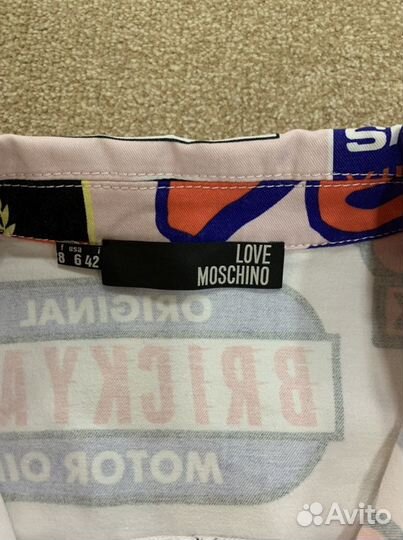 LOVE
MOSCHINO
f usa
8 6 42
ORIGINAL
BRICKYA
MOTOR OI
Avito